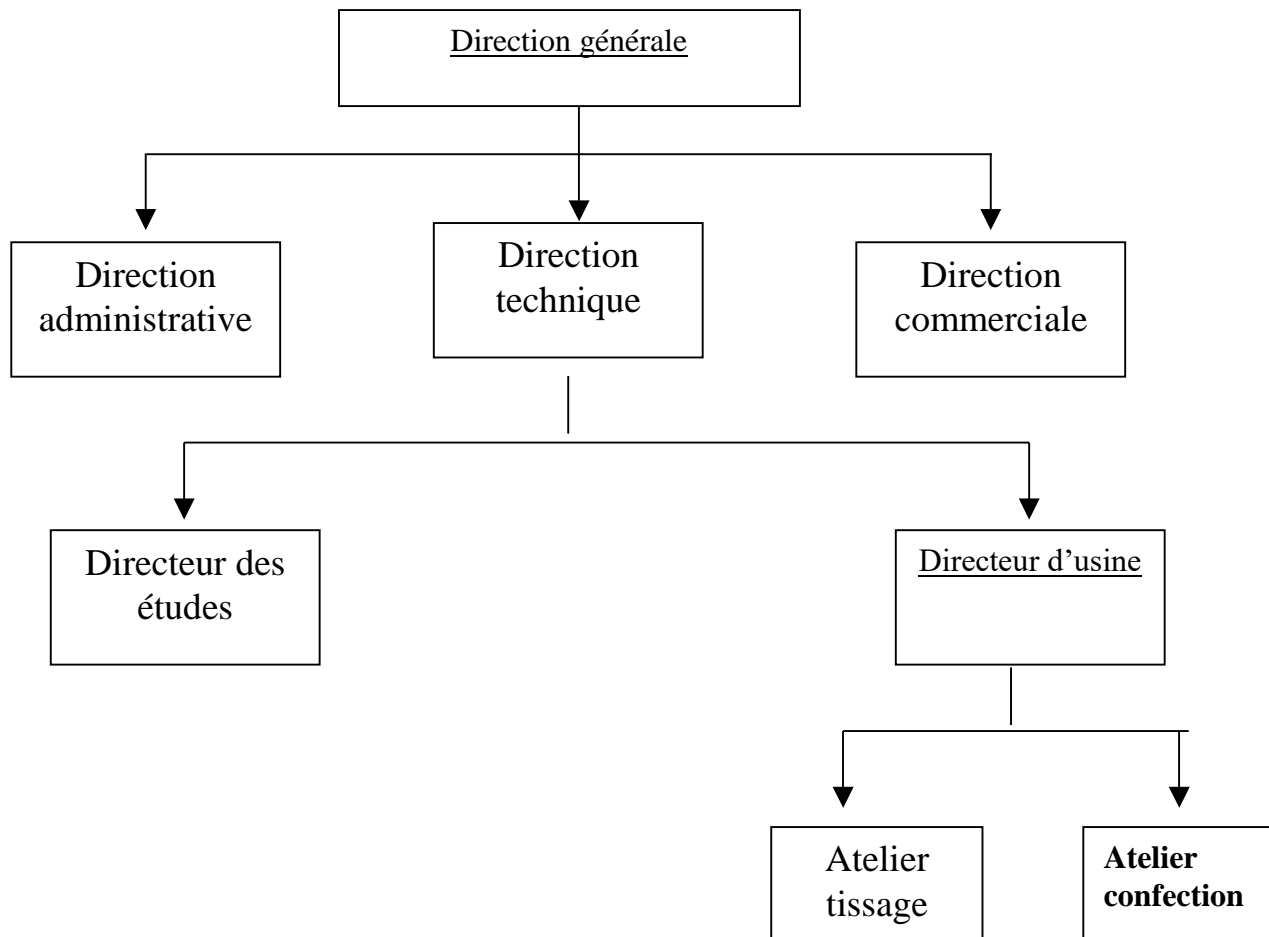 Direction générale
Direction
administrative
Direction
technique
Direction
commerciale
Directeur des
études
Directeur d’usine
Atelier
tissage
Atelier
confection